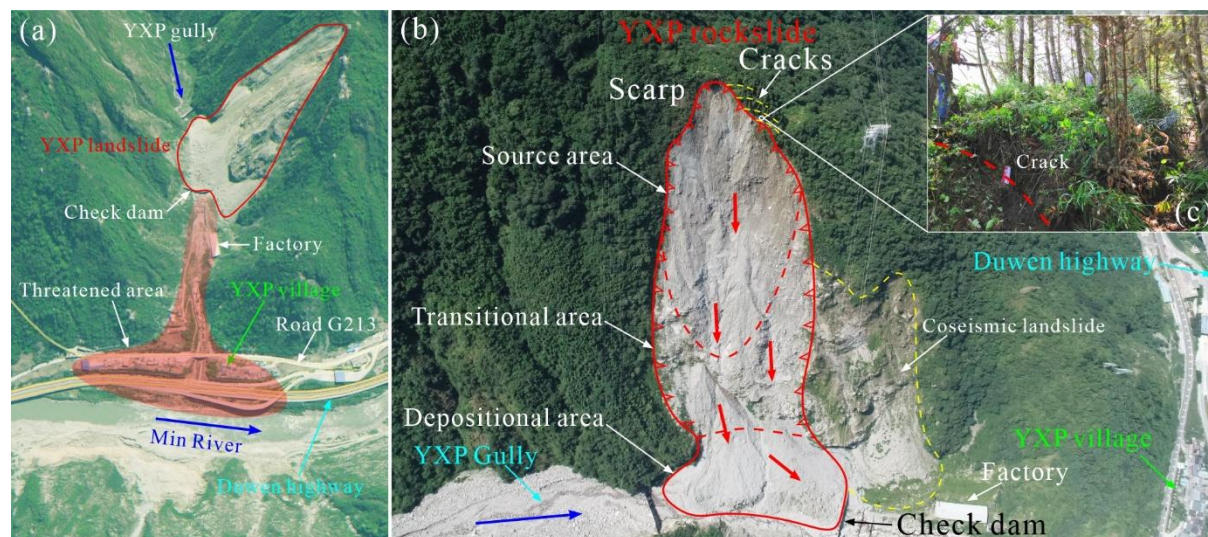 (a)
YXP
gully
YXP landslide
Check dam
Factory
Threatened area
YXP village
Road G213
Min River
Duwen highway
(b)
YXP rockslide
Cracks
Scarp
Source area
Transitional area
Depositional area
YXP Gully
Coseismic landslide
Factory
Check dam
YXP village
Duwen highway
Crack
(c)